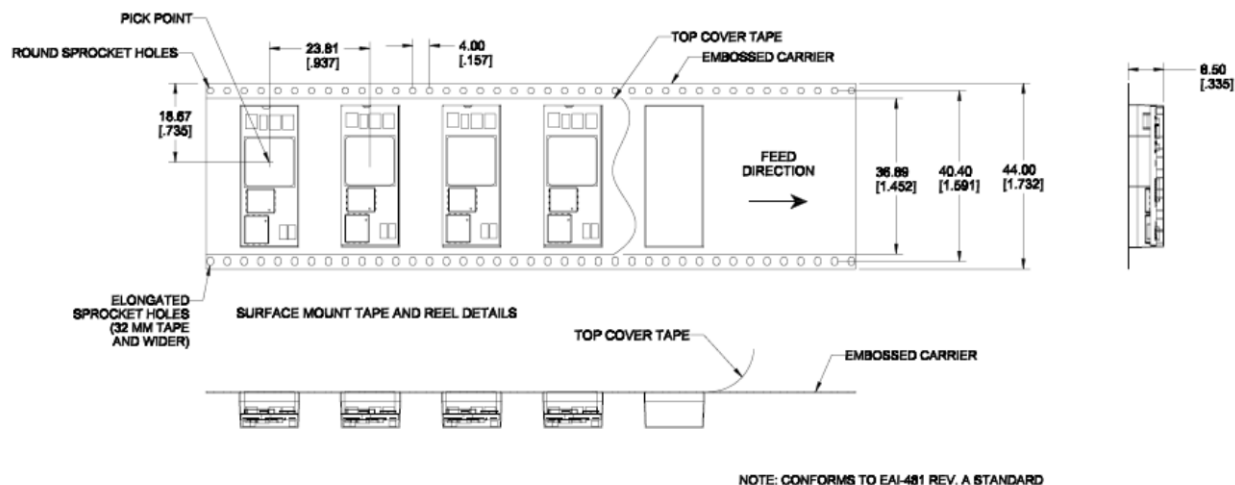 PICK POINT
ROUND SPROCKET HOLES
23.81
[.937]
4.00
[.157]
TOP COVER TAPE
EMBOSSED CARRIER
8.50
[.335]
18.67
[.735]
FEED
DIRECTION
36.89
[1.452]
40.40
[1.591]
44.00
[1.732]
ELONGATED
SPROCKET HOLES
(32 MM TAPE
AND WIDER)
SURFACE MOUNT TAPE AND REEL DETAILS
TOP COVER TAPE
EMBOSSED CARRIER
NOTE: CONFORMS TO EAI-481 REV. A STANDARD